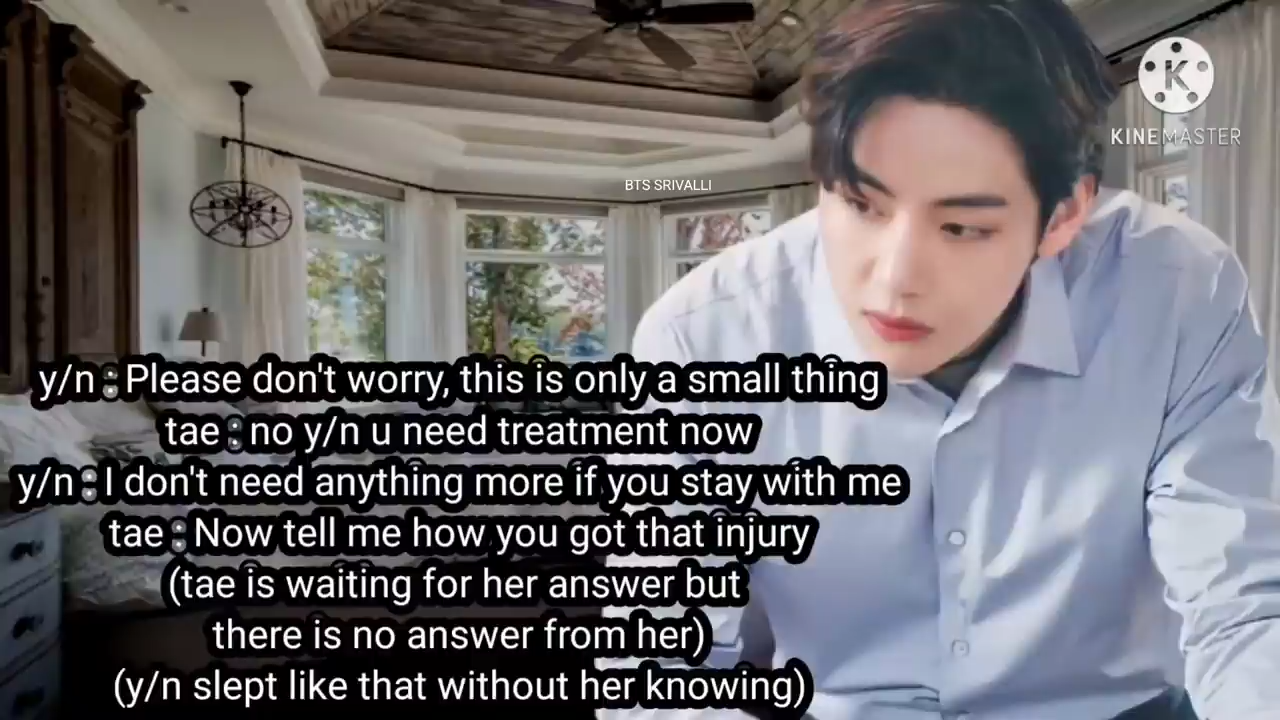 K
KINEMASTER
BTS SRIVALLI
y/n : Please don't worry, this is only a small thing
tae : no y/n u need treatment now
y/n : I don't need anything more if you stay with me
tae : Now tell me how you got that injury
(tae is waiting for her answer but
there is no answer from her)
(y/n slept like that without her knowing)